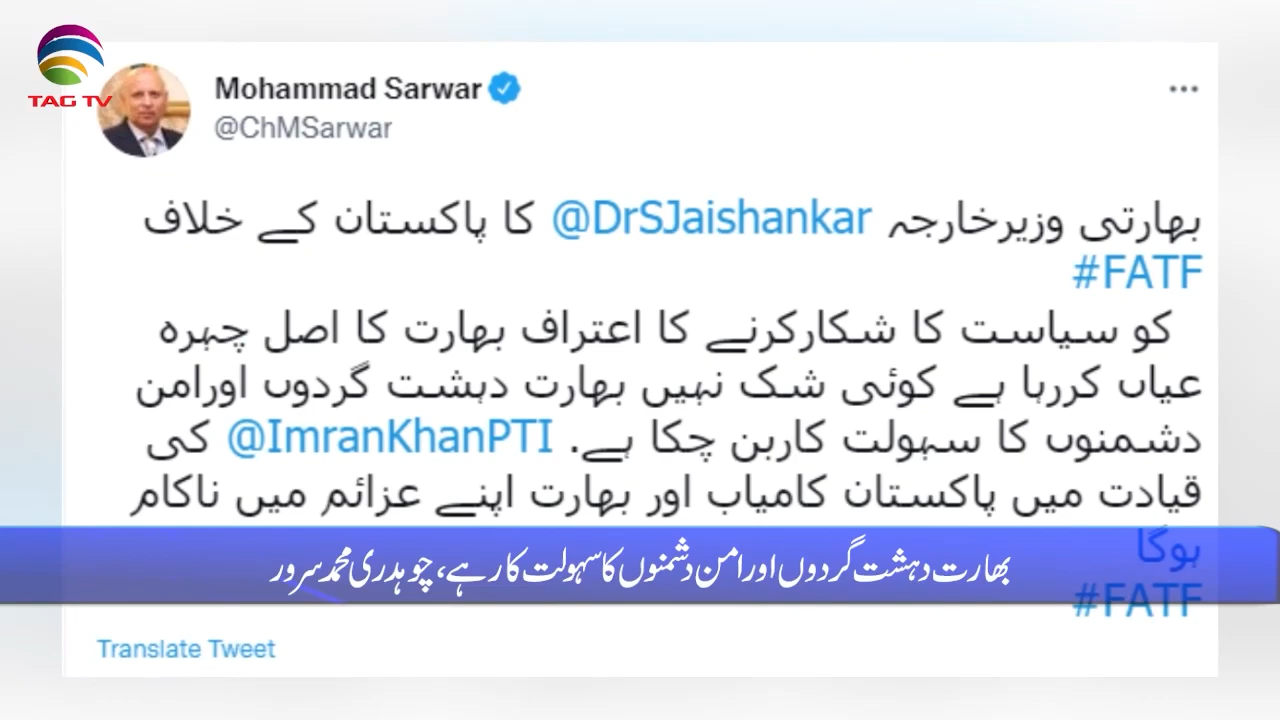 TAG TV
Mohammad Sarwar
@ChMSarwar
بھارتی وزیرخارجہ @DrSJaishankar کا پاکستان کے خلاف
#FATF
کو سیاست کا شکارکرنے کا اعتراف بھارت کا اصل چہرہ
عیاں کررہا ہے کوئی شک نہیں بھارت دہشت گردوں اورامن
دشمنوں کا سہولت کاربن چکا ہے۔ @ImranKhanPTI کی
قیادت میں پاکستان کامیاب اور بھارت اپنے عزائم میں ناکام
ہوگا
بھارت دہشت گردوں اور امن دشمنوں کا سہولت کار ہے، چوہدری محمد سرور
#FATF
Translate Tweet